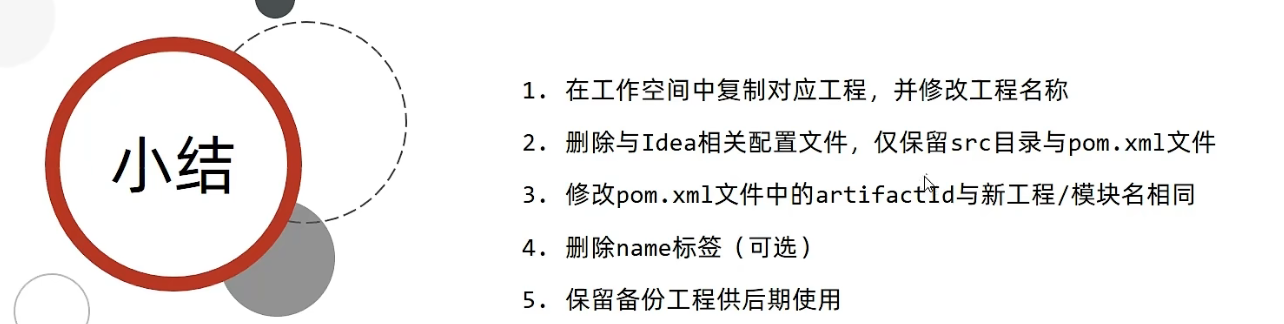 小结
1. 在工作空间中复制对应工程，并修改工程名称
2. 删除与Idea相关配置文件，仅保留src目录与pom.xml文件
3. 修改pom.xml文件中的artifactId与新工程/模块名相同
4. 删除name标签（可选）
5. 保留备份工程供后期使用